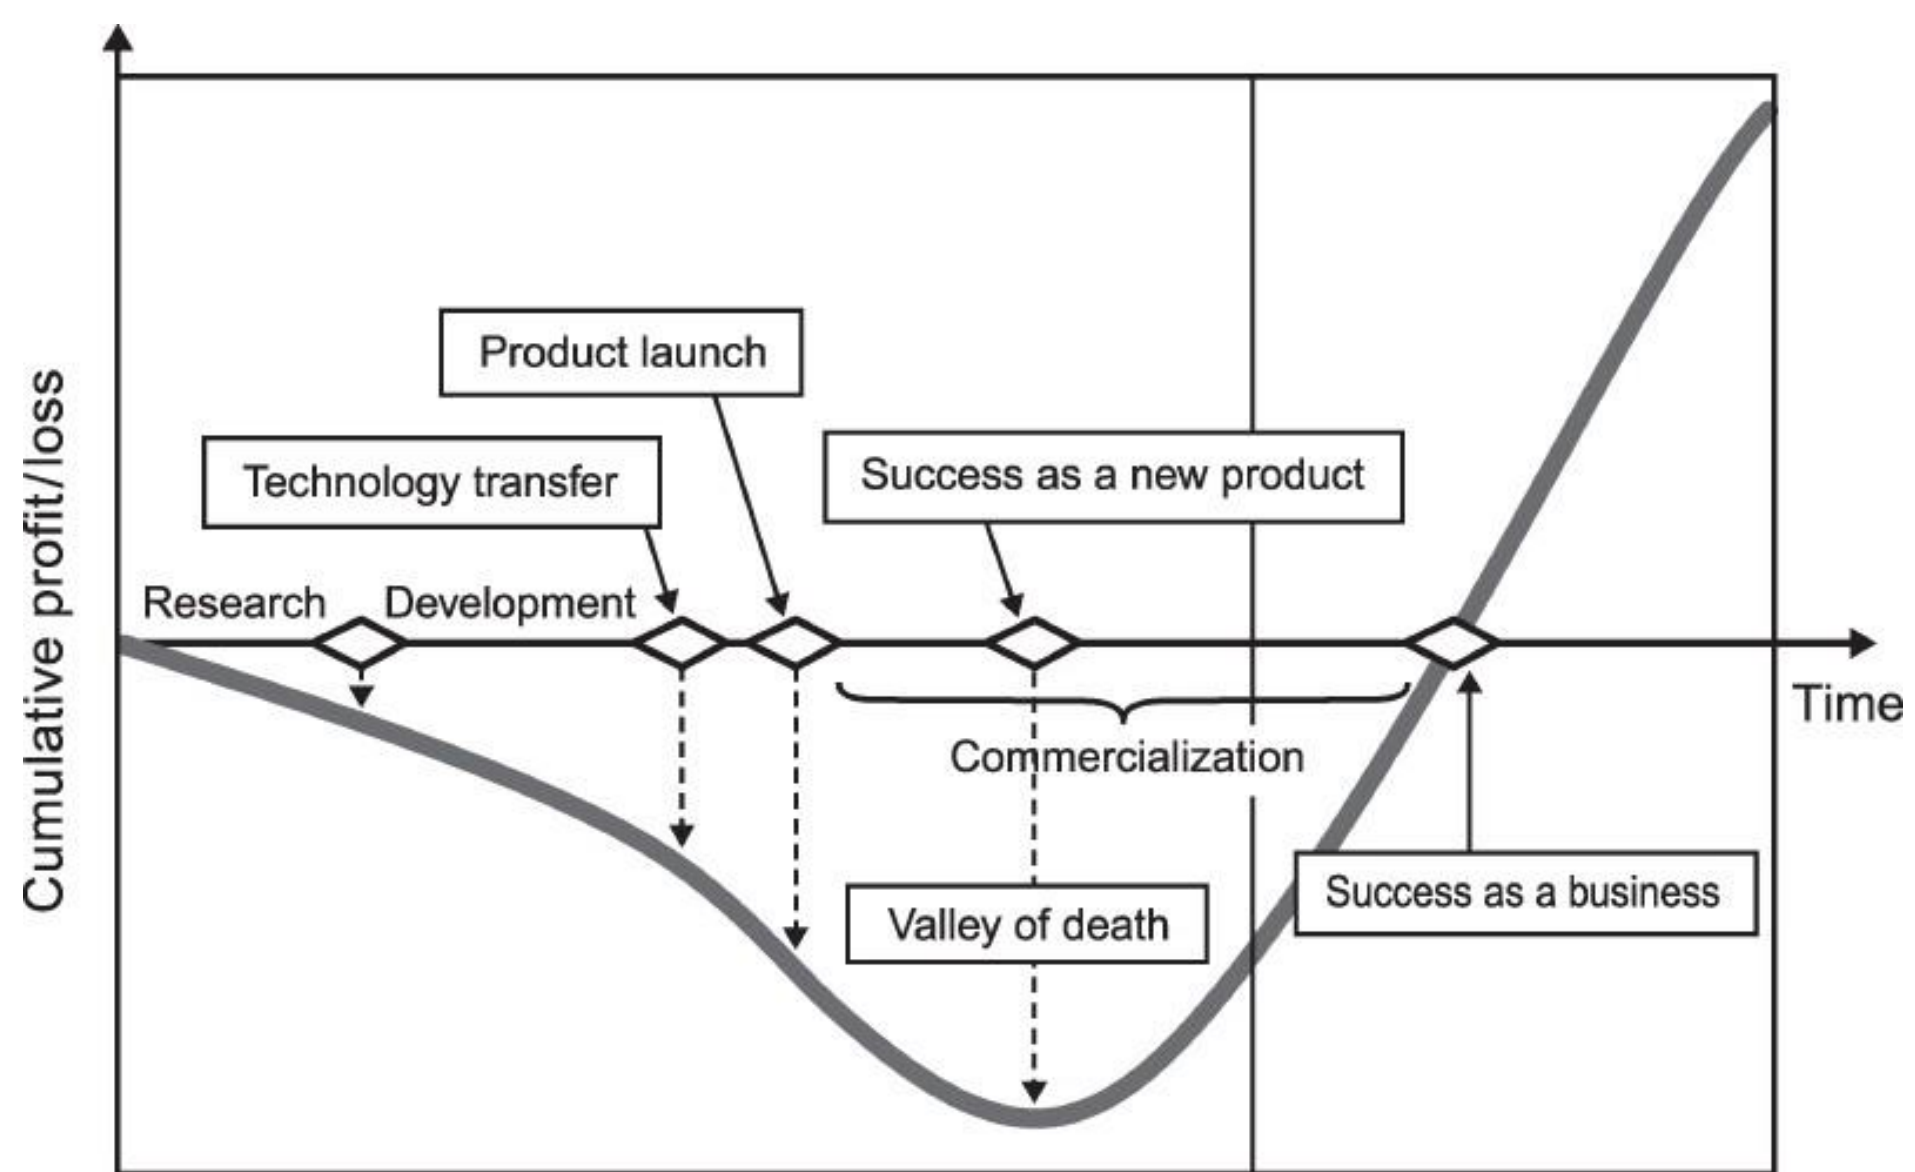 Cumulative profit/loss
Product launch
Technology transfer
Success as a new product
Research
Development
Time
Commercialization
Valley of death
Success as a business